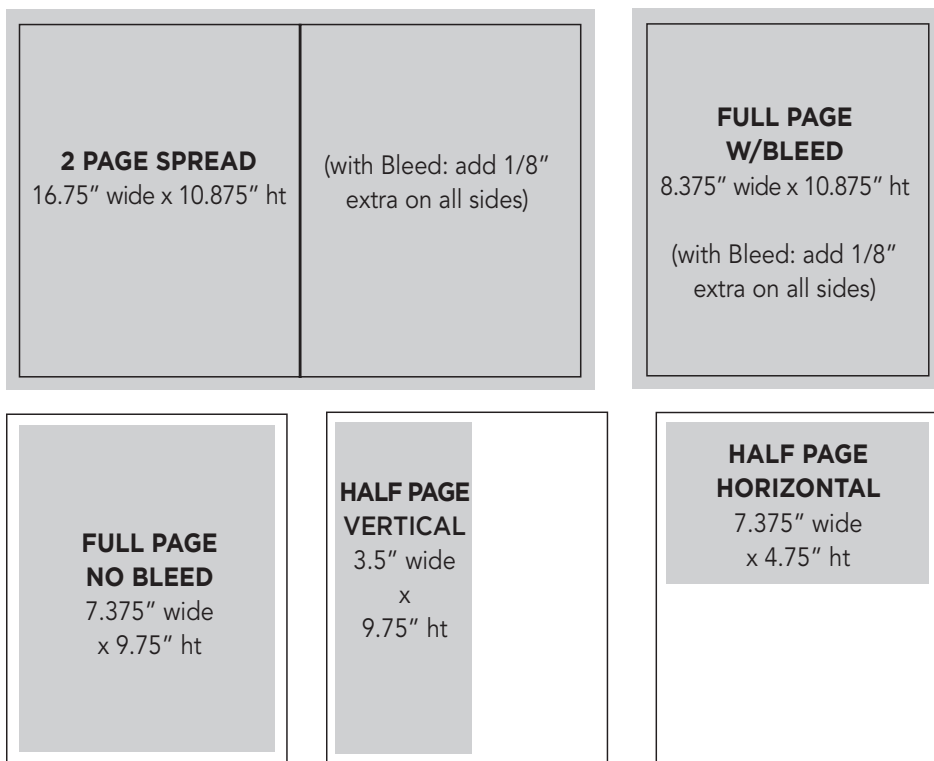 2 PAGE SPREAD
16.75” wide x 10.875” ht
(with Bleed: add 1/8”
extra on all sides)
FULL PAGE
W/BLEED
8.375” wide x 10.875” ht
(with Bleed: add 1/8”
extra on all sides)
FULL PAGE
NO BLEED
7.375” wide
x 9.75” ht
HALF PAGE
VERTICAL
3.5” wide
x
9.75” ht
HALF PAGE
HORIZONTAL
7.375” wide
x 4.75” ht